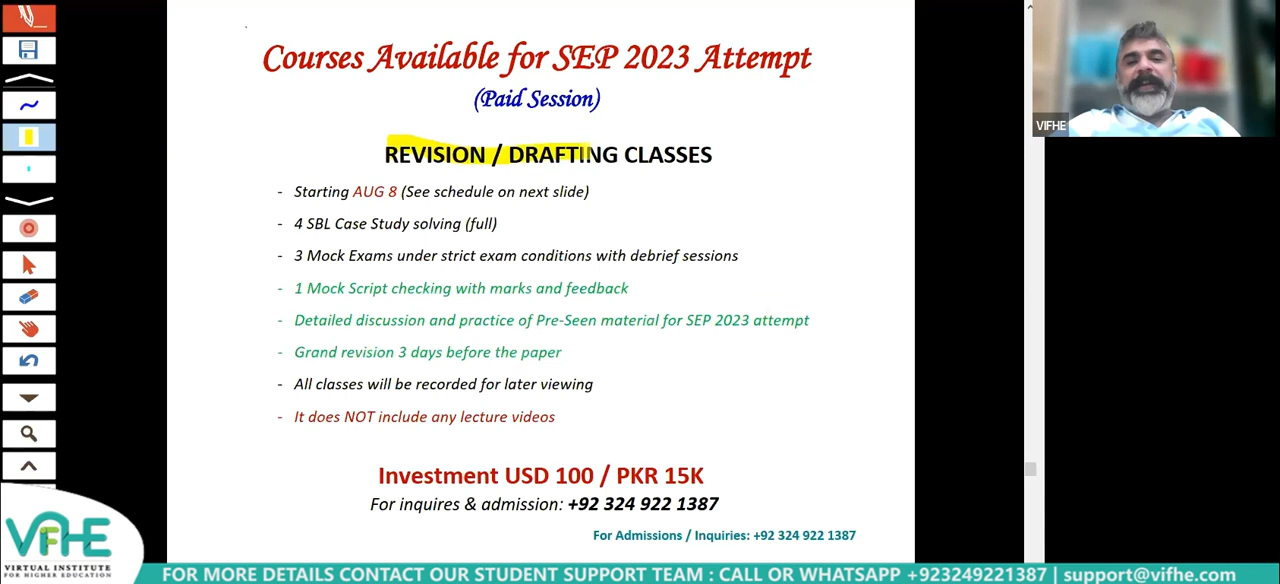 Courses Available for SEP 2023 Attempt
(Paid Session)
REVISION / DRAFTING CLASSES
- Starting AUG 8 (See schedule on next slide)
- 4 SBL Case Study solving (full)
- 3 Mock Exams under strict exam conditions with debrief sessions
- 1 Mock Script checking with marks and feedback
- Detailed discussion and practice of Pre-Seen material for SEP 2023 attempt
- Grand revision 3 days before the paper
- All classes will be recorded for later viewing
- It does NOT include any lecture videos
Investment USD 100 / PKR 15K
For inquires & admission: +92 324 922 1387
For Admissions / Inquiries: +92 324 922 1387
VIFHE
VIFHE
VIRTUAL INSTITUTE
FOR HIGHER EDUCATION
FOR MORE DETAILS CONTACT OUR STUDENT SUPPORT TEAM : CALL OR WHATSAPP +923249221387 | support@vifhe.com